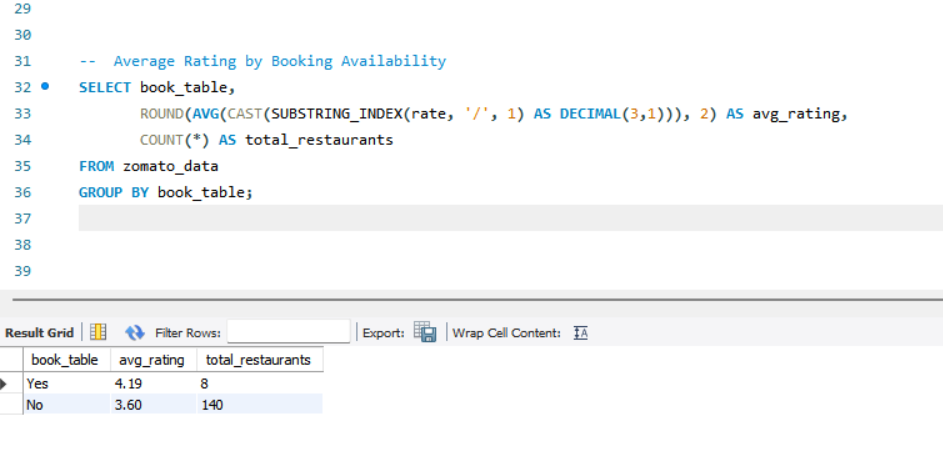 29
30
31 -- Average Rating by Booking Availability
32 SELECT book_table,
33 ROUND(AVG(CAST(SUBSTRING_INDEX(rate, '/', 1) AS DECIMAL(3,1))), 2) AS avg_rating,
34 COUNT(*) AS total_restaurants
35 FROM zomato_data
36 GROUP BY book_table;
37
38
39
Result Grid Filter Rows: Export: Wrap Cell Content: IA
book_table avg_rating total_restaurants
Yes 4.19 8
No 3.60 140